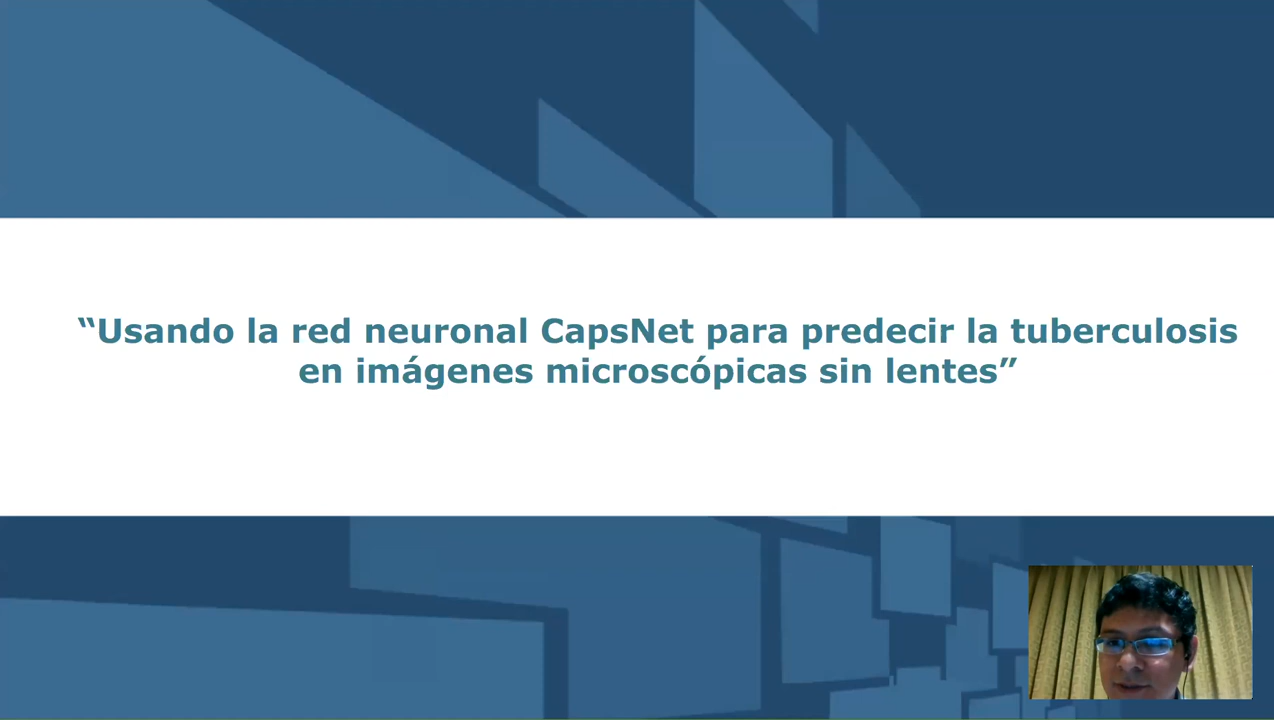 “Usando la red neuronal CapsNet para predecir la tuberculosis
en imágenes microscópicas sin lentes”